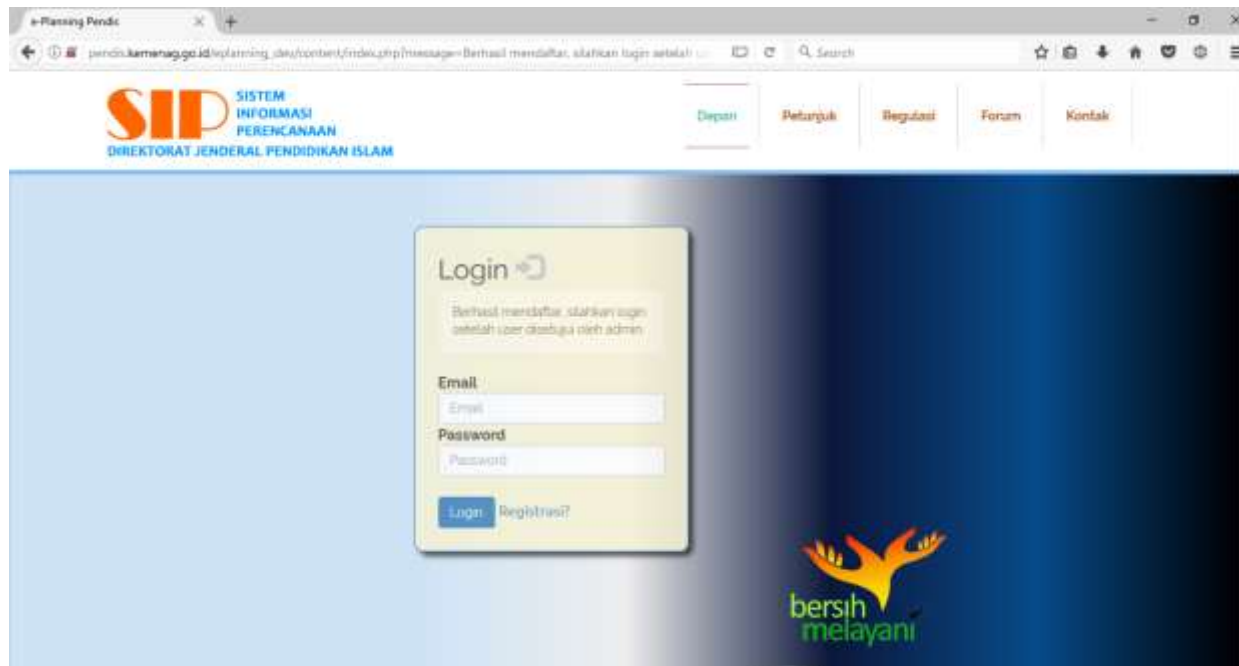 e-Planning Pendis
pendis.kemenag.go.id/eplanning_dev/content/index.php?message=Berhasil mendaftar, silahkan login setelah
Search
SIP
SISTEM
INFORMASI
PERENCANAAN
DIREKTORAT JENDERAL PENDIDIKAN ISLAM
Depan
Petunjuk
Regulasi
Forum
Kontak
Login
Berhasil mendaftar, silahkan login
setelah user disetujui oleh admin
Email
Email
Password
Password
Login Registrasi?
bersih
melayani